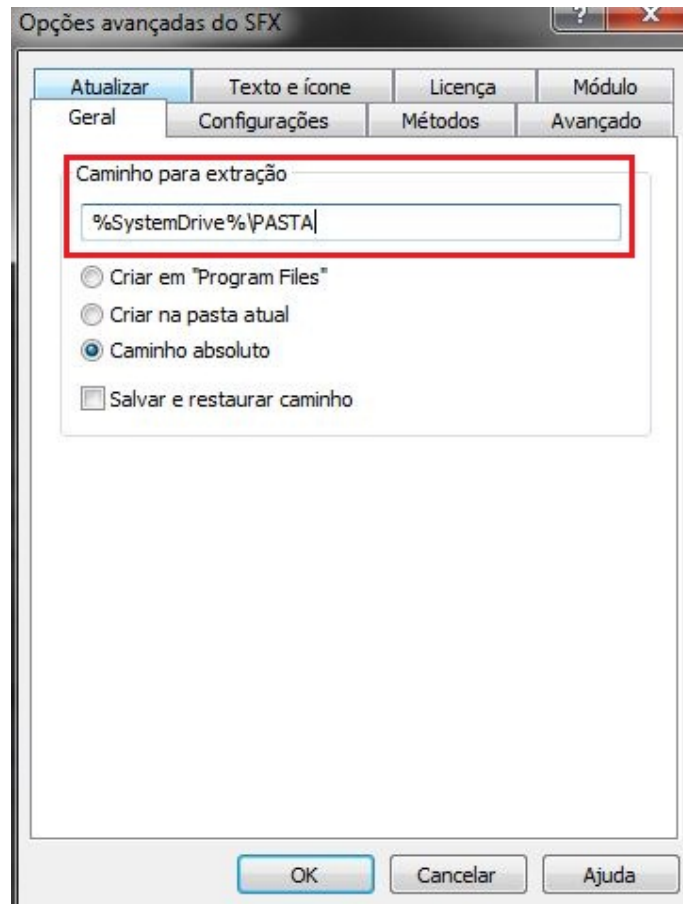 Opções avançadas do SFX
? X
Atualizar Texto e ícone Licença Módulo
Geral Configurações Métodos Avançado
Caminho para extração
%SystemDrive%\PASTA
Criar em "Program Files"
Criar na pasta atual
Caminho absoluto
Salvar e restaurar caminho
OK Cancelar Ajuda